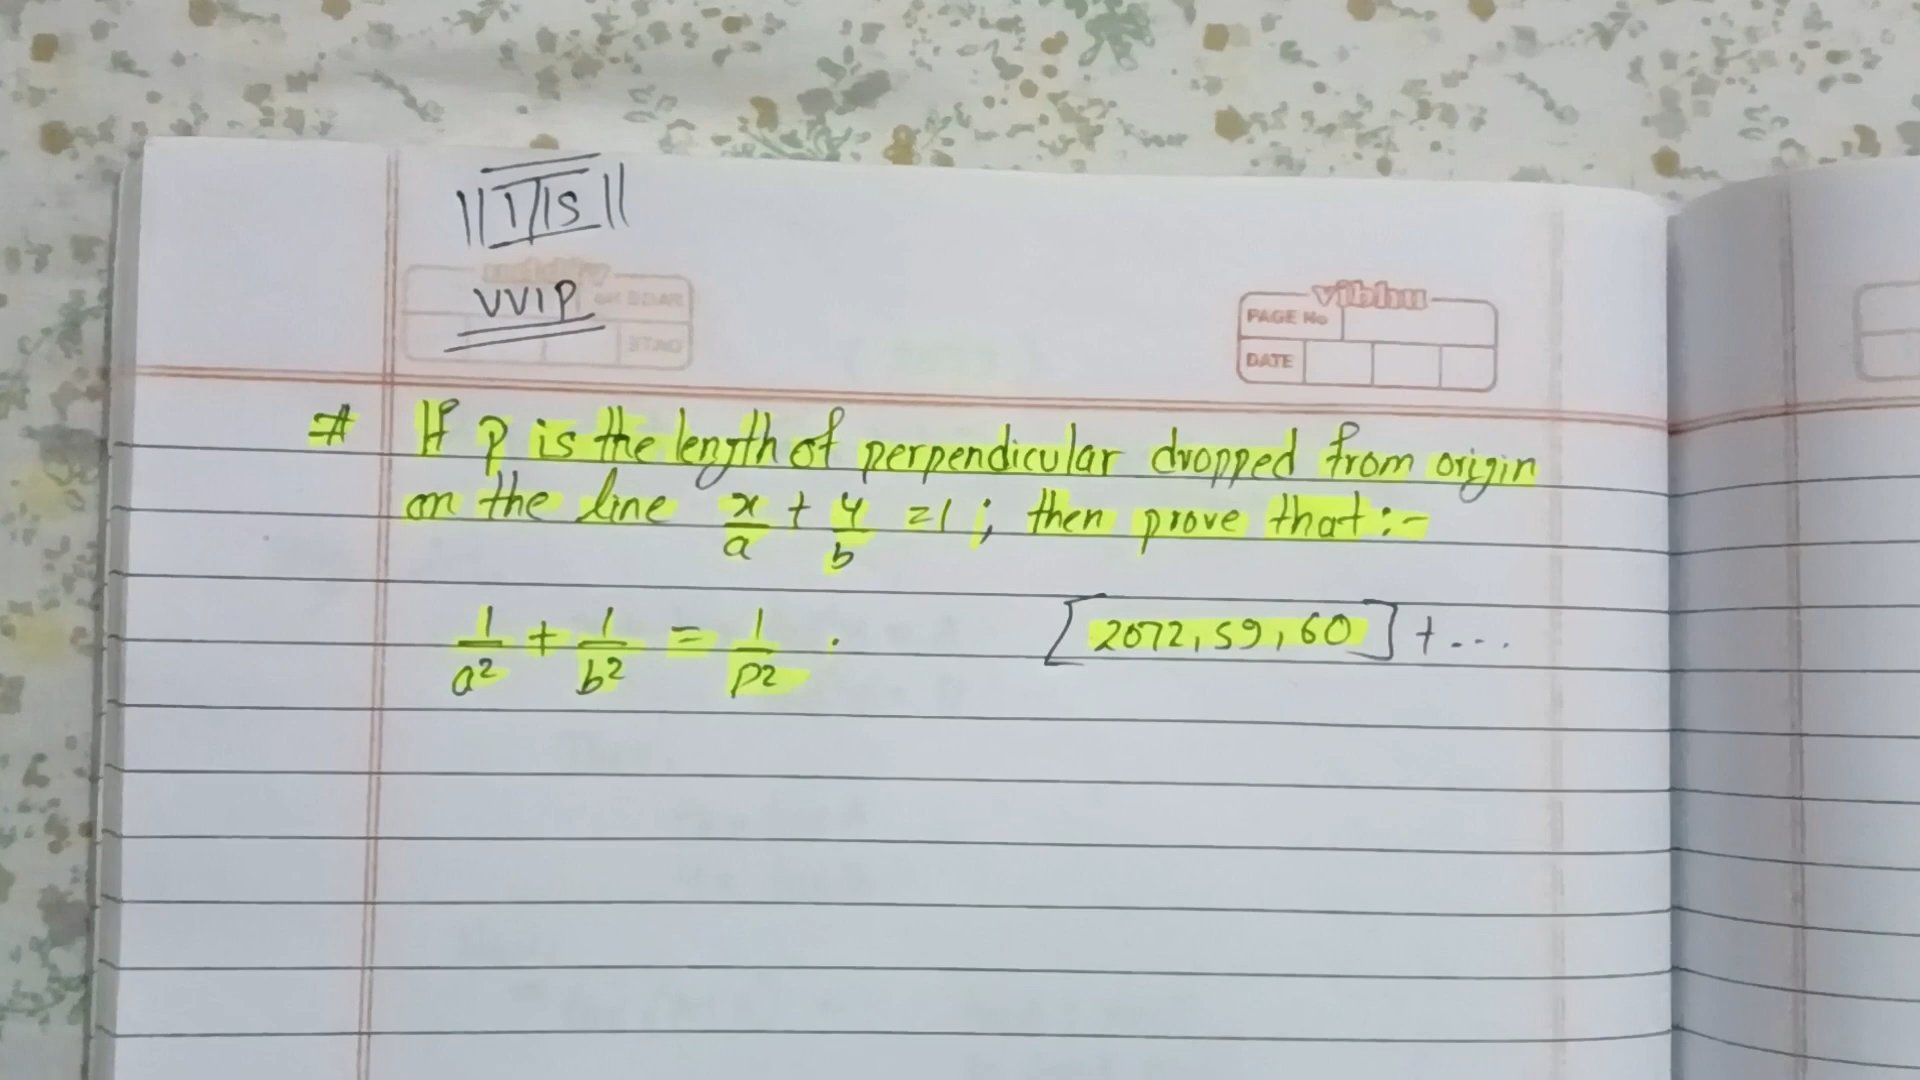 ||1/15||
VVIP
vibhu
PAGE No
DATE
# If p is the length of perpendicular dropped from origin
on the line x/a + y/b = 1 ; then prove that :-
1/a² + 1/b² = 1/p² .
[2072, 59, 60] + ...